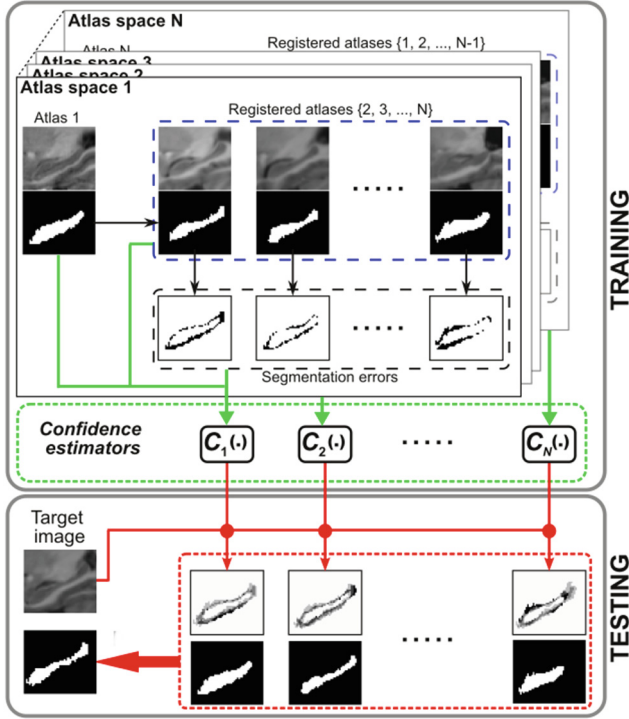 Atlas space N
Atlas N
Registered atlases {1, 2, ..., N-1}
Atlas space 3
Atlas space 2
Atlas space 1
Atlas 1
Registered atlases {2, 3, ..., N}
.....
.....
Segmentation errors
TRAINING
Confidence
estimators
C1(.)
C2(.)
.....
CN(.)
Target
image
.....
TESTING